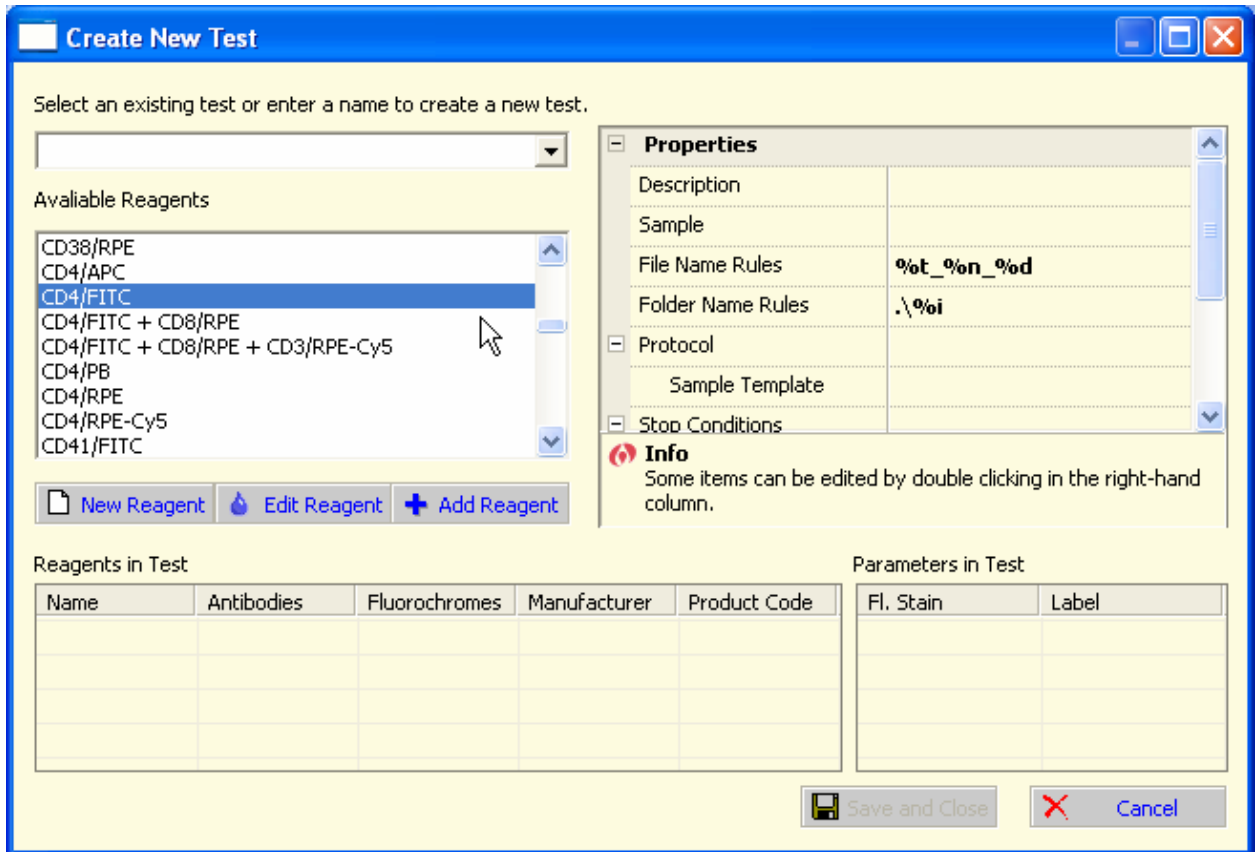 Create New Test
Select an existing test or enter a name to create a new test.
Avaliable Reagents
CD38/RPE
CD4/APC
CD4/FITC
CD4/FITC + CD8/RPE
CD4/FITC + CD8/RPE + CD3/RPE-Cy5
CD4/PB
CD4/RPE
CD4/RPE-Cy5
CD41/FITC
New Reagent Edit Reagent Add Reagent
Properties
Description
Sample
File Name Rules %t_%n_%d
Folder Name Rules .\%i
Protocol
Sample Template
Stop Conditions
Info
Some items can be edited by double clicking in the right-hand
column.
Reagents in Test
Name Antibodies Fluorochromes Manufacturer Product Code
Parameters in Test
Fl. Stain Label
Save and Close Cancel